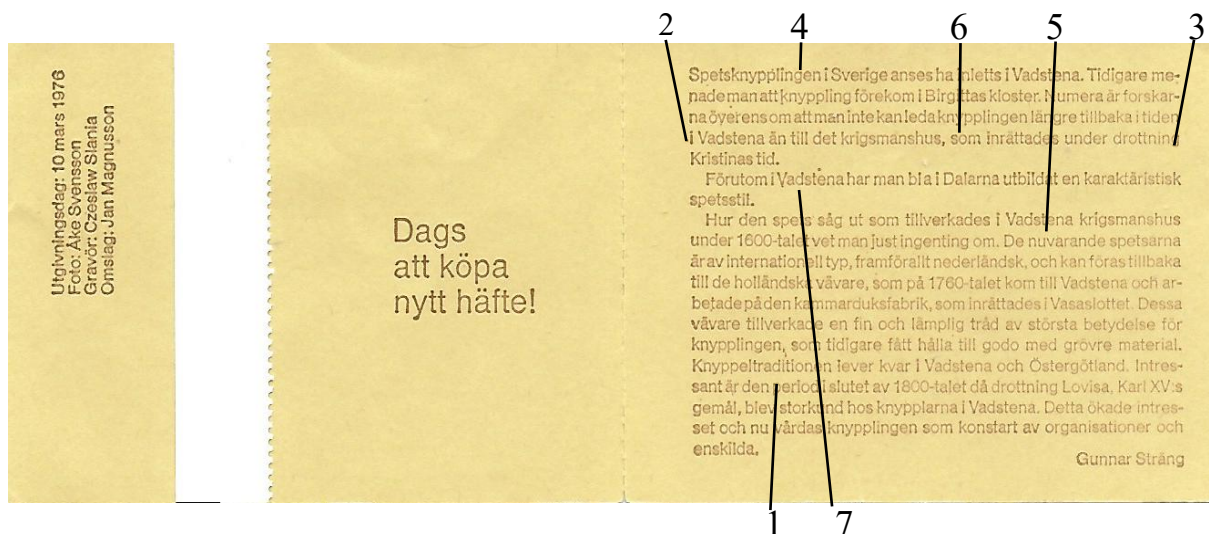 2
4
6
5
3
Utgivningsdag: 10 mars 1976
Foto: Åke Svensson
Gravör: Czeslaw Slania
Omslag: Jan Magnusson
Dags
att köpa
nytt häfte!
Spetsknypplingen i Sverige anses ha inletts i Vadstena. Tidigare me-
nade man att knyppling förekom i Birgittas kloster. Numera är forskar-
na överens om att man inte kan leda knypplingen längre tillbaka i tiden
i Vadstena än till det krigsmanshus, som inrättades under drottning
Kristinas tid.
Förutom i Vadstena har man bla i Dalarna utbildat en karaktäristisk
spetsstil.
Hur den spets såg ut som tillverkades i Vadstena krigsmanshus
under 1600-talet vet man just ingenting om. De nuvarande spetsarna
är av internationell typ, framförallt nederländsk, och kan föras tillbaka
till de holländska vävare, som på 1760-talet kom till Vadstena och ar-
betade på den kammarduksfabrik, som inrättades i Vasaslottet. Dessa
vävare tillverkade en fin och lämplig tråd av största betydelse för
knypplingen, som tidigare fått hålla till godo med grövre material.
Knyppeltraditionen lever kvar i Vadstena och Östergötland. Intres-
sant är den period i slutet av 1800-talet då drottning Lovisa, Karl XV:s
gemål, blev storkund hos knypplarna i Vadstena. Detta ökade intres-
set och nu vårdas knypplingen som konstart av organisationer och
enskilda.
Gunnar Sträng
1
7